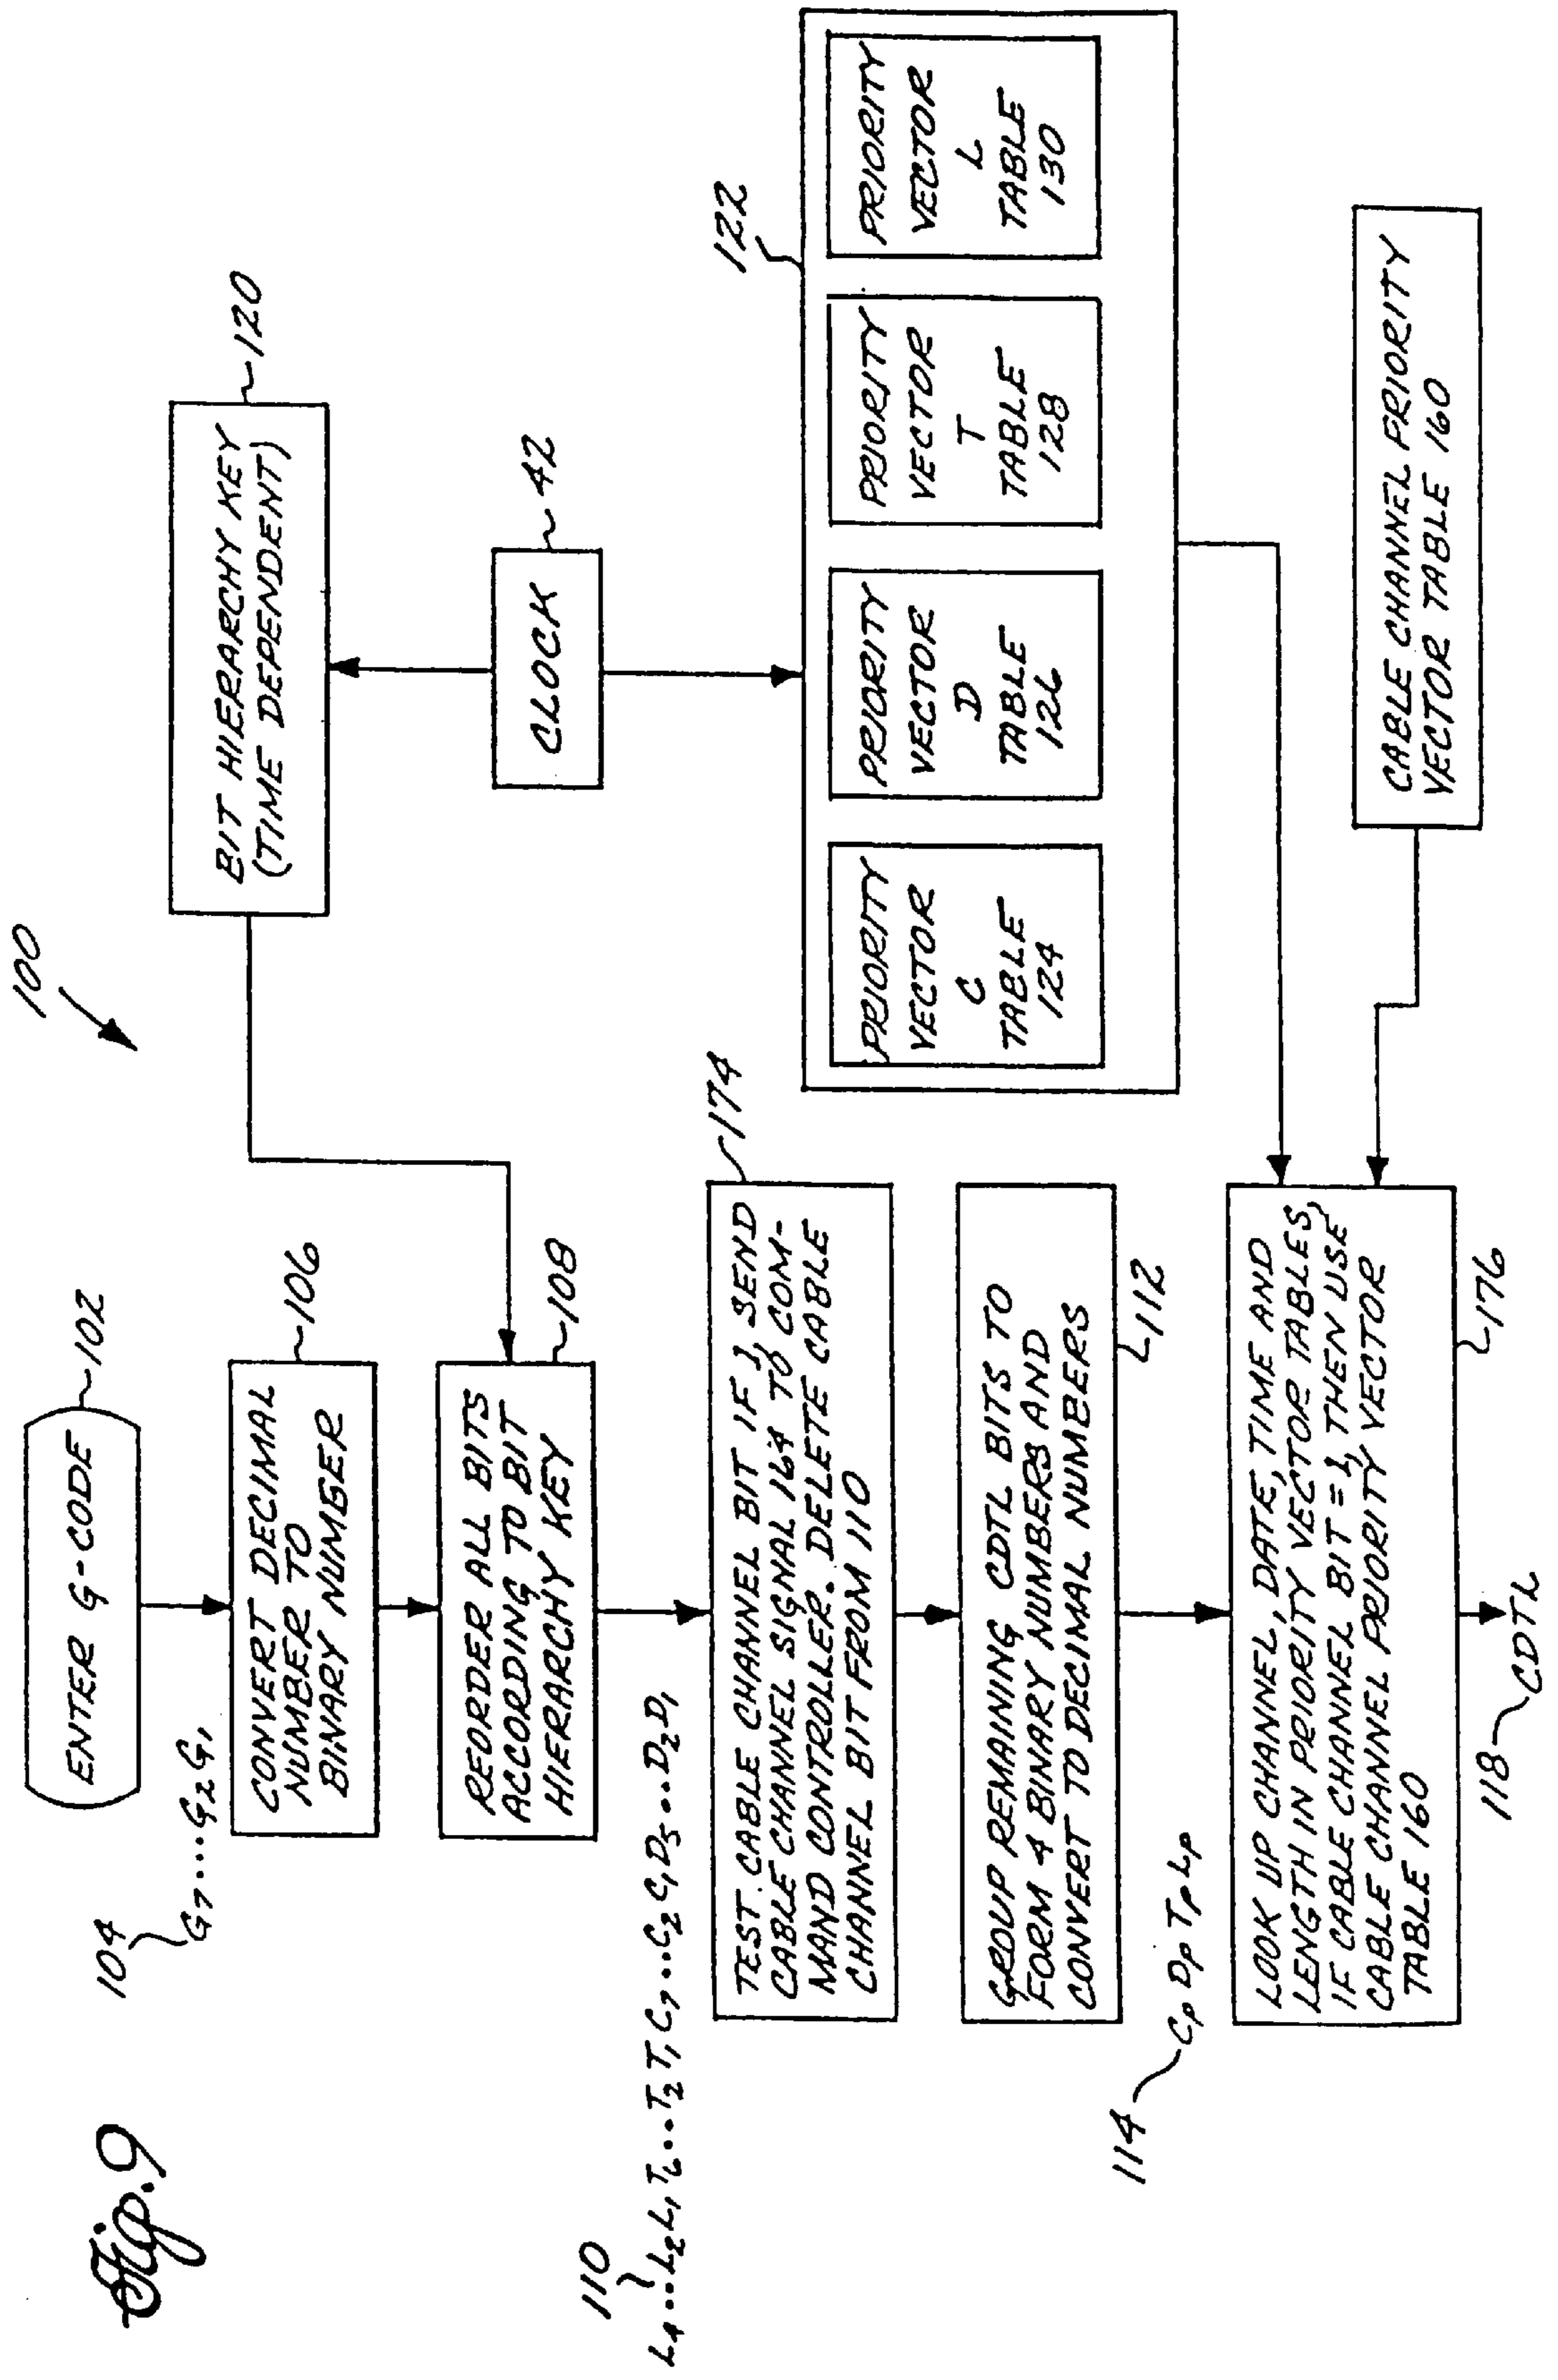 Fig. 9
100
ENTER G-CODE
102
104
G7...G2G1
CONVERT DECIMAL
NUMBER TO
BINARY NUMBER
106
REORDER ALL BITS
ACCORDING TO BIT
HIERARCHY KEY
108
BIT HIERARCHY KEY
(TIME DEPENDENT)
120
CLOCK
42
110
L4...L2L1T6...T2T1C7...C2C1D5...D2D1
TEST CABLE CHANNEL BIT IF 1, SEND
CABLE CHANNEL SIGNAL 164 TO COM-
MAND CONTROLLER. DELETE CABLE
CHANNEL BIT FROM 110
174
GROUP REMAINING CDTL BITS TO
FORM 4 BINARY NUMBERS AND
CONVERT TO DECIMAL NUMBERS
112
114
CP DP TP LP
LOOK UP CHANNEL, DATE, TIME AND
LENGTH IN PRIORITY VECTOR TABLES,
IF CABLE CHANNEL BIT = 1, THEN USE
CABLE CHANNEL PRIORITY VECTOR
TABLE 160
176
118
CDTL
122
PRIORITY
VECTOR
C
TABLE
124
PRIORITY
VECTOR
D
TABLE
126
PRIORITY
VECTOR
T
TABLE
128
PRIORITY
VECTOR
L
TABLE
130
CABLE CHANNEL PRIORITY
VECTOR TABLE 160